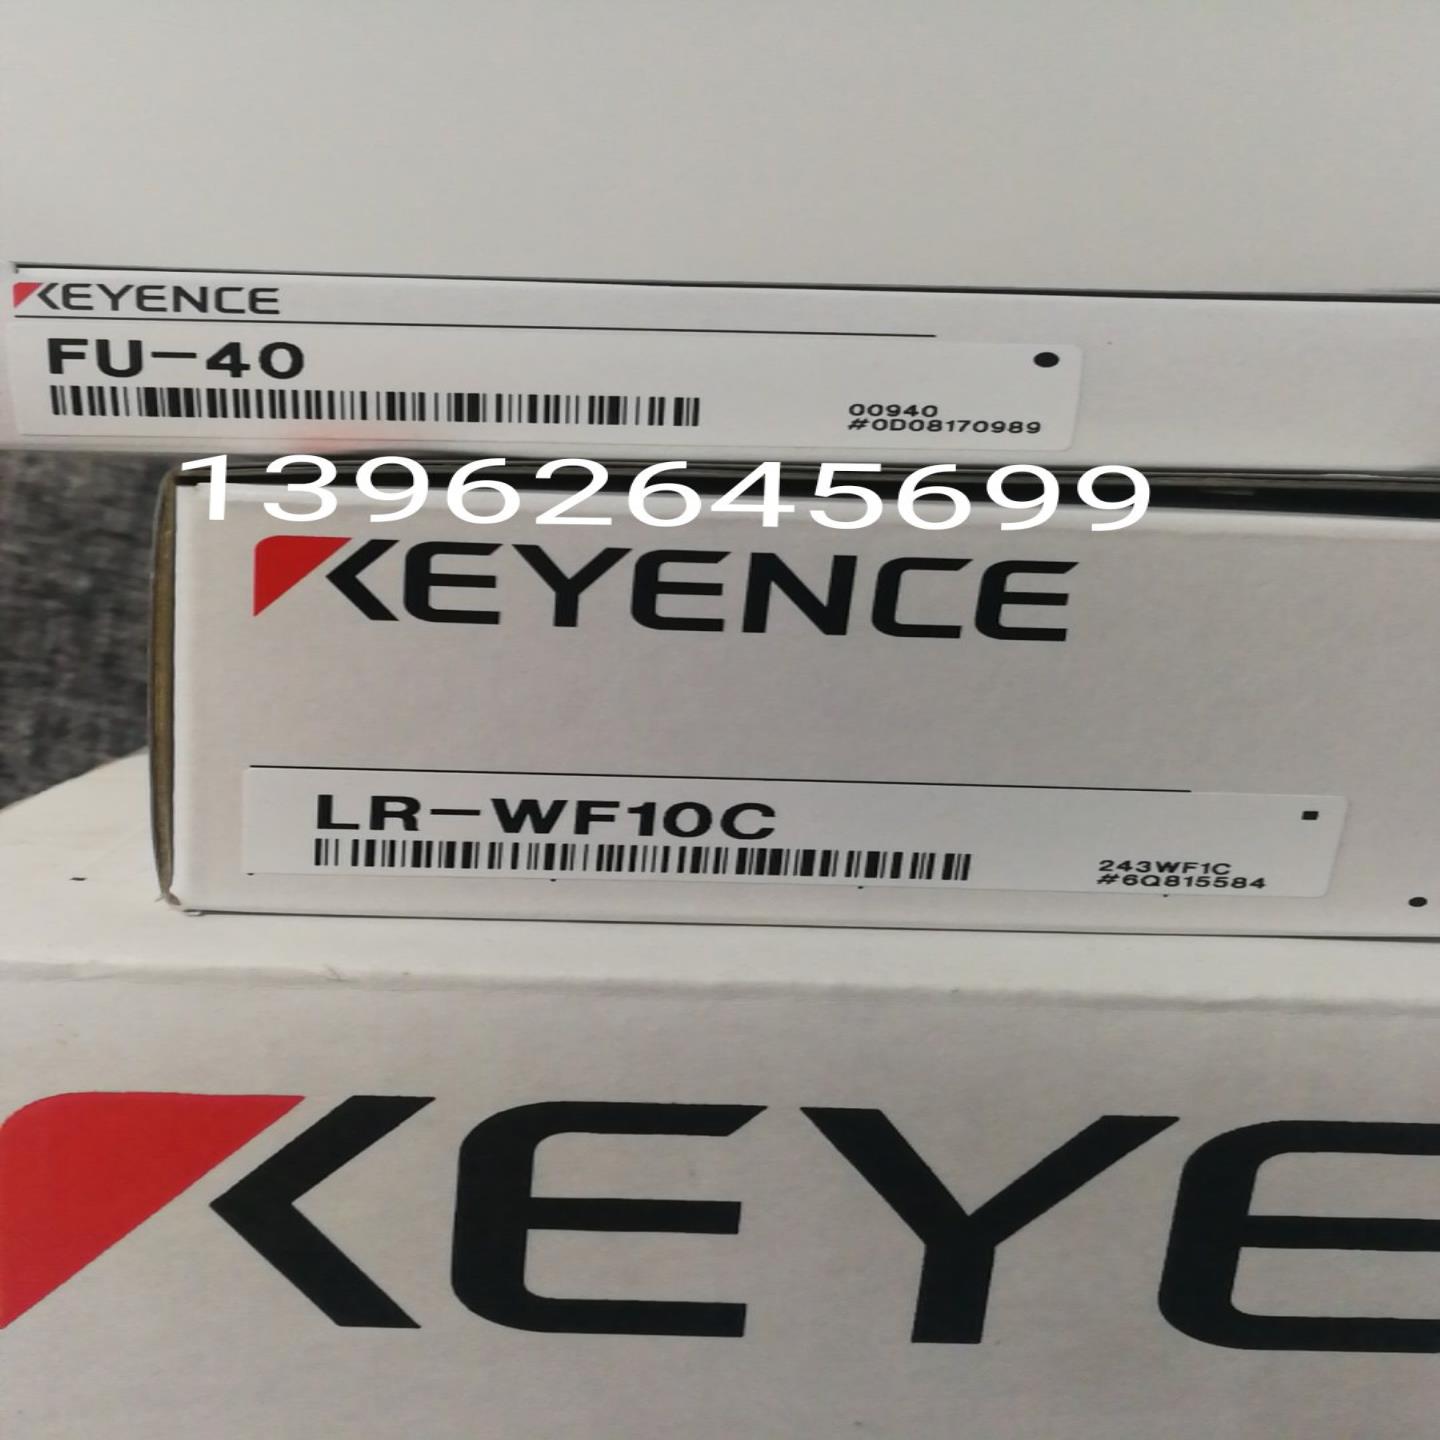 KEYENCE
FU-40
00940
#0D08170989
13962645699
KEYENCE
LR-WF10C
243WF1C
#6Q815584
KEYE